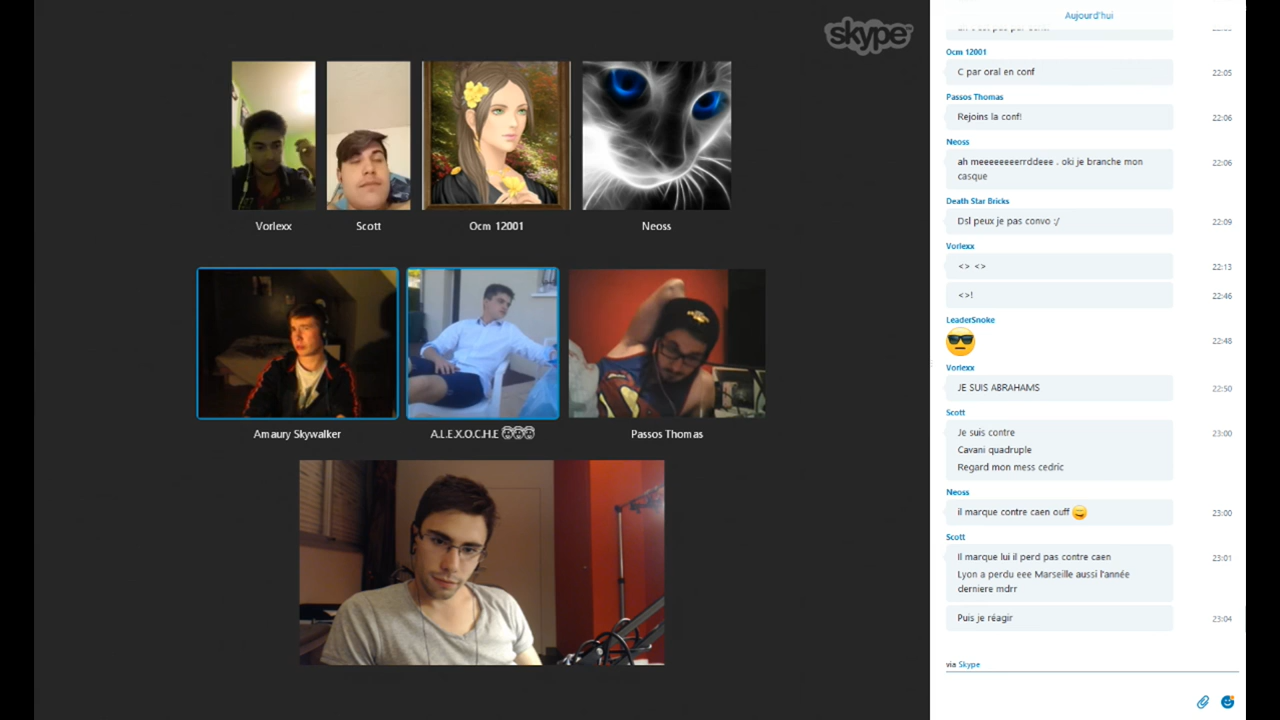 skype™
Vorlexx
Scott
Ocm 12001
Neoss
Amaury Skywalker
A.L.E.X.O.C.H.E
Passos Thomas
Aujourd'hui
Ocm 12001
C par oral en conf
22:05
Passos Thomas
Rejoins la conf!
22:06
Neoss
ah meeeeeeeerrddeee . oki je branche mon
casque
22:06
Death Star Bricks
Dsl peux je pas convo :/
22:09
Vorlexx
<> <>
22:13
<>!
22:46
LeaderSnoke
22:48
Vorlexx
JE SUIS ABRAHAMS
22:50
Scott
Je suis contre
23:00
Cavani quadruple
Regard mon mess cedric
Neoss
il marque contre caen ouff
23:00
Scott
Il marque lui il perd pas contre caen
23:01
Lyon a perdu eee Marseille aussi l'année
derniere mdrr
Puis je réagir
23:04
via Skype